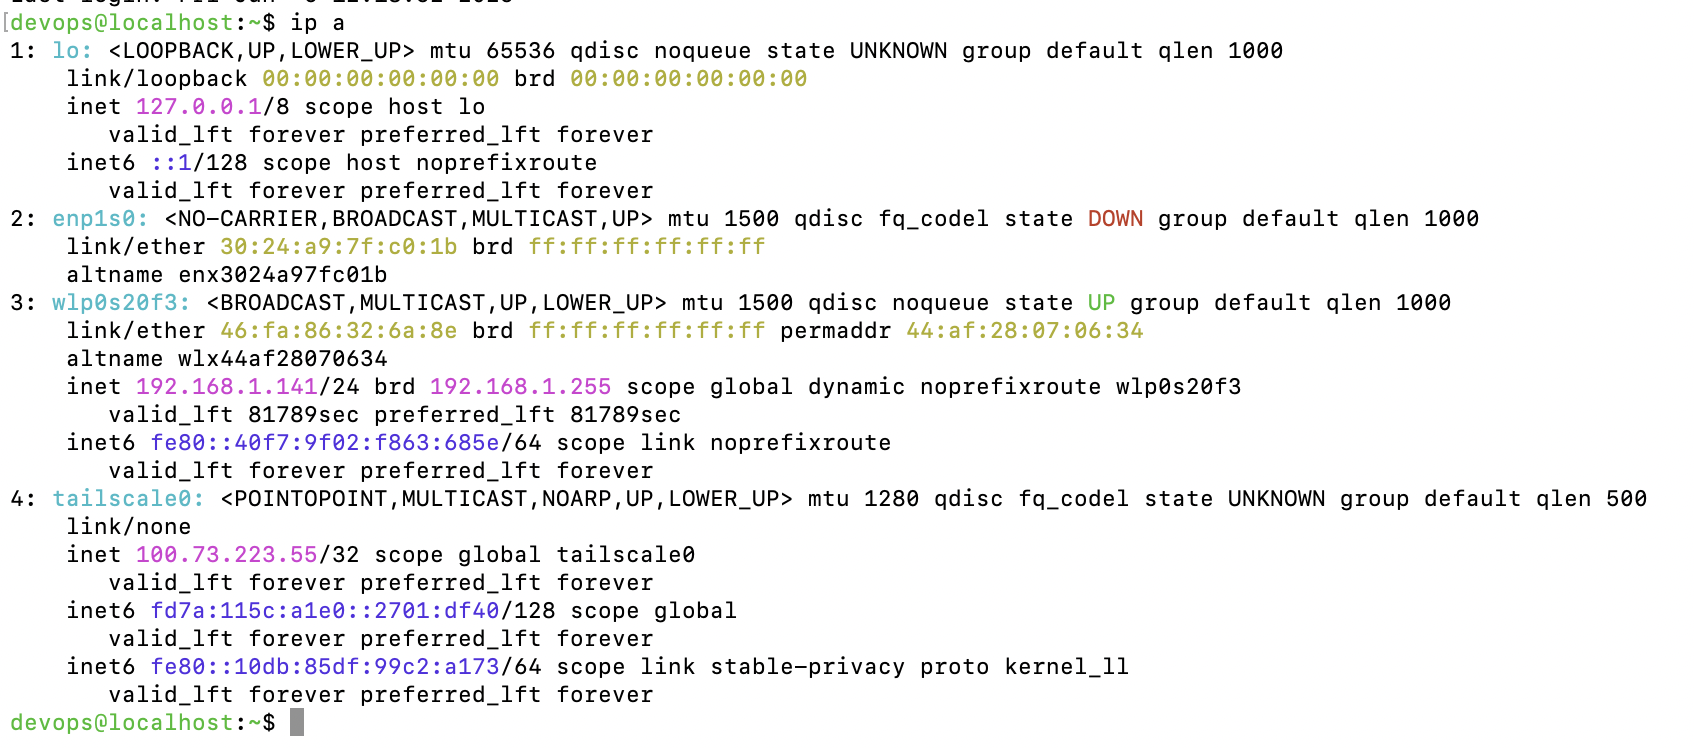 devops@localhost:~$ ip a
1: lo: <LOOPBACK,UP,LOWER_UP> mtu 65536 qdisc noqueue state UNKNOWN group default qlen 1000
    link/loopback 00:00:00:00:00:00 brd 00:00:00:00:00:00
    inet 127.0.0.1/8 scope host lo
       valid_lft forever preferred_lft forever
    inet6 ::1/128 scope host noprefixroute
       valid_lft forever preferred_lft forever
2: enp1s0: <NO-CARRIER,BROADCAST,MULTICAST,UP> mtu 1500 qdisc fq_codel state DOWN group default qlen 1000
    link/ether 30:24:a9:7f:c0:1b brd ff:ff:ff:ff:ff:ff
    altname enx3024a97fc01b
3: wlp0s20f3: <BROADCAST,MULTICAST,UP,LOWER_UP> mtu 1500 qdisc noqueue state UP group default qlen 1000
    link/ether 46:fa:86:32:6a:8e brd ff:ff:ff:ff:ff:ff permaddr 44:af:28:07:06:34
    altname wlx44af28070634
    inet 192.168.1.141/24 brd 192.168.1.255 scope global dynamic noprefixroute wlp0s20f3
       valid_lft 81789sec preferred_lft 81789sec
    inet6 fe80::40f7:9f02:f863:685e/64 scope link noprefixroute
       valid_lft forever preferred_lft forever
4: tailscale0: <POINTOPOINT,MULTICAST,NOARP,UP,LOWER_UP> mtu 1280 qdisc fq_codel state UNKNOWN group default qlen 500
    link/none
    inet 100.73.223.55/32 scope global tailscale0
       valid_lft forever preferred_lft forever
    inet6 fd7a:115c:a1e0::2701:df40/128 scope global
       valid_lft forever preferred_lft forever
    inet6 fe80::10db:85df:99c2:a173/64 scope link stable-privacy proto kernel_ll
       valid_lft forever preferred_lft forever
devops@localhost:~$